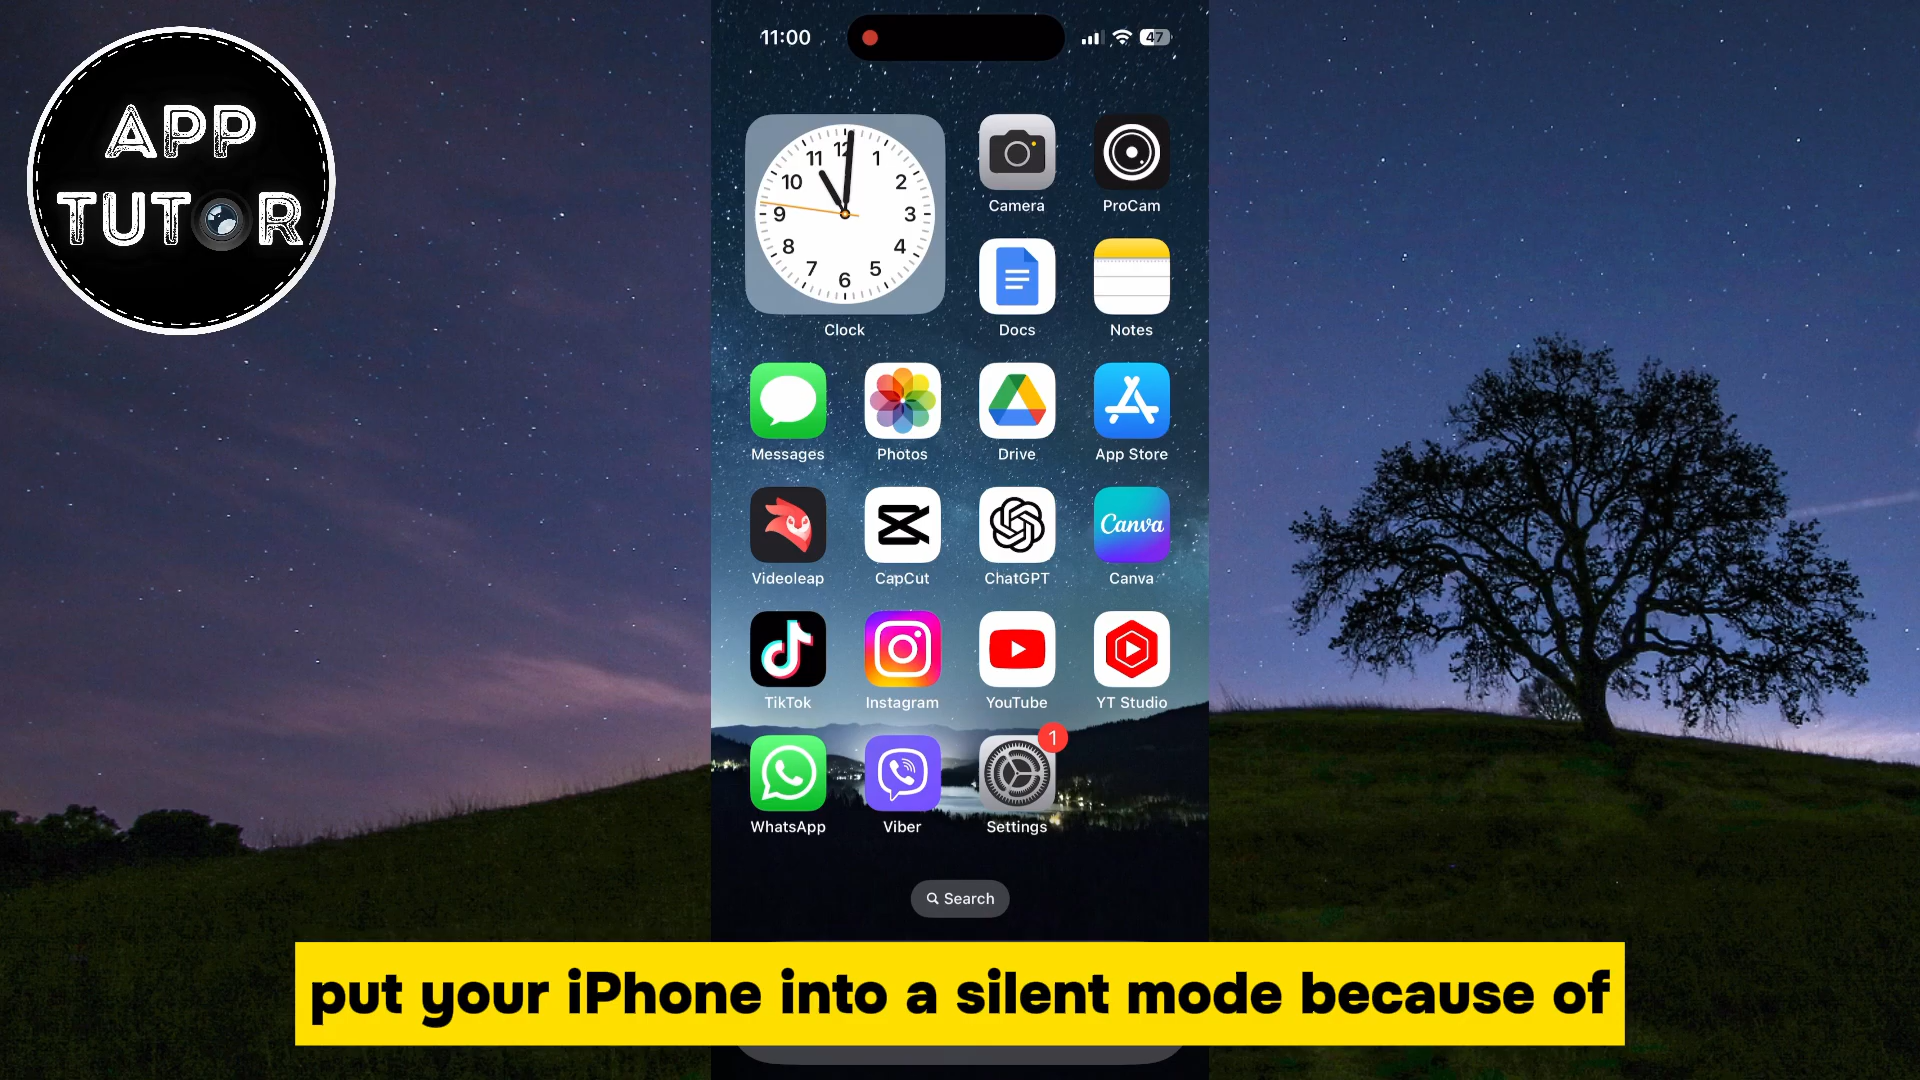 APP
TUTOR
11:00
47
11 12 1
10 2
9 3
8 4
7 6 5
Clock
Camera
ProCam
Docs
Notes
Messages
Photos
Drive
App Store
Canva
Videoleap
CapCut
ChatGPT
Canva
TikTok
Instagram
YouTube
YT Studio
1
WhatsApp
Viber
Settings
Search
put your iPhone into a silent mode because of